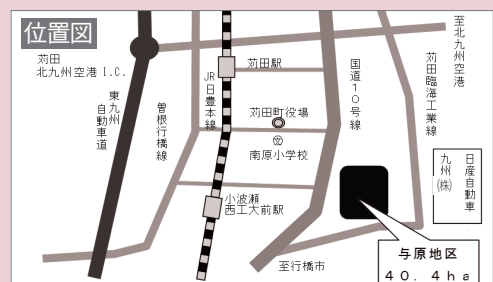 位置図
苅田
北九州空港I.C.
東九州
自動車道
曽根行橋線
JR日豊本線
苅田駅
苅田町役場
文
南原小学校
小波瀬
西工大前駅
国道10号線
苅田臨海工業線
至北九州空港
日産自動車
九州㈱
至行橋市
与原地区
40.4ha